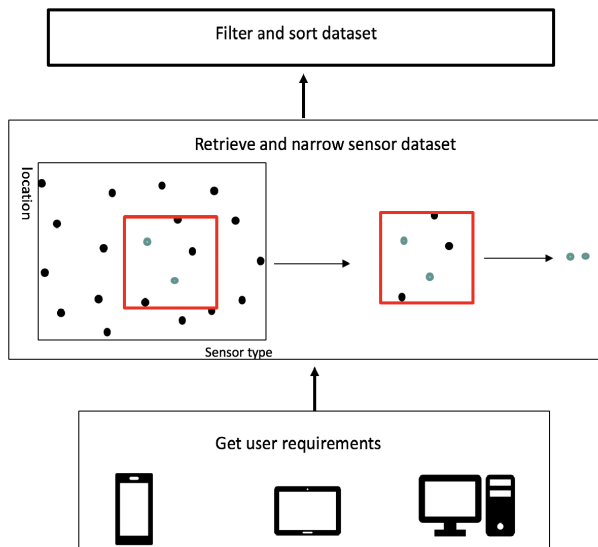 Filter and sort dataset
Retrieve and narrow sensor dataset
location
Sensor type
Get user requirements